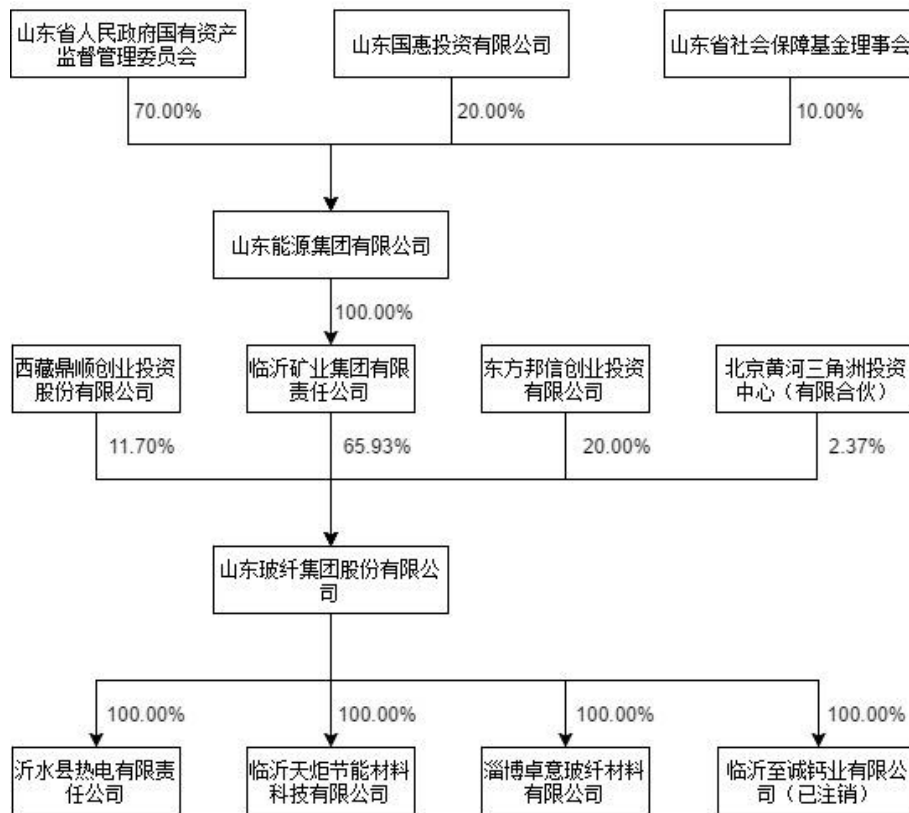 山东省人民政府国有资产
监督管理委员会
山东国惠投资有限公司
山东省社会保障基金理事会
70.00%
20.00%
10.00%
山东能源集团有限公司
100.00%
西藏鼎顺创业投资
股份有限公司
临沂矿业集团有限
责任公司
东方邦信创业投资
有限公司
北京黄河三角洲投资
中心（有限合伙）
11.70%
65.93%
20.00%
2.37%
山东玻纤集团股份有限公
司
100.00%
100.00%
100.00%
100.00%
沂水县热电有限责
任公司
临沂天炬节能材料
科技有限公司
淄博卓意玻纤材料
有限公司
临沂至诚钙业有限公
司（已注销）